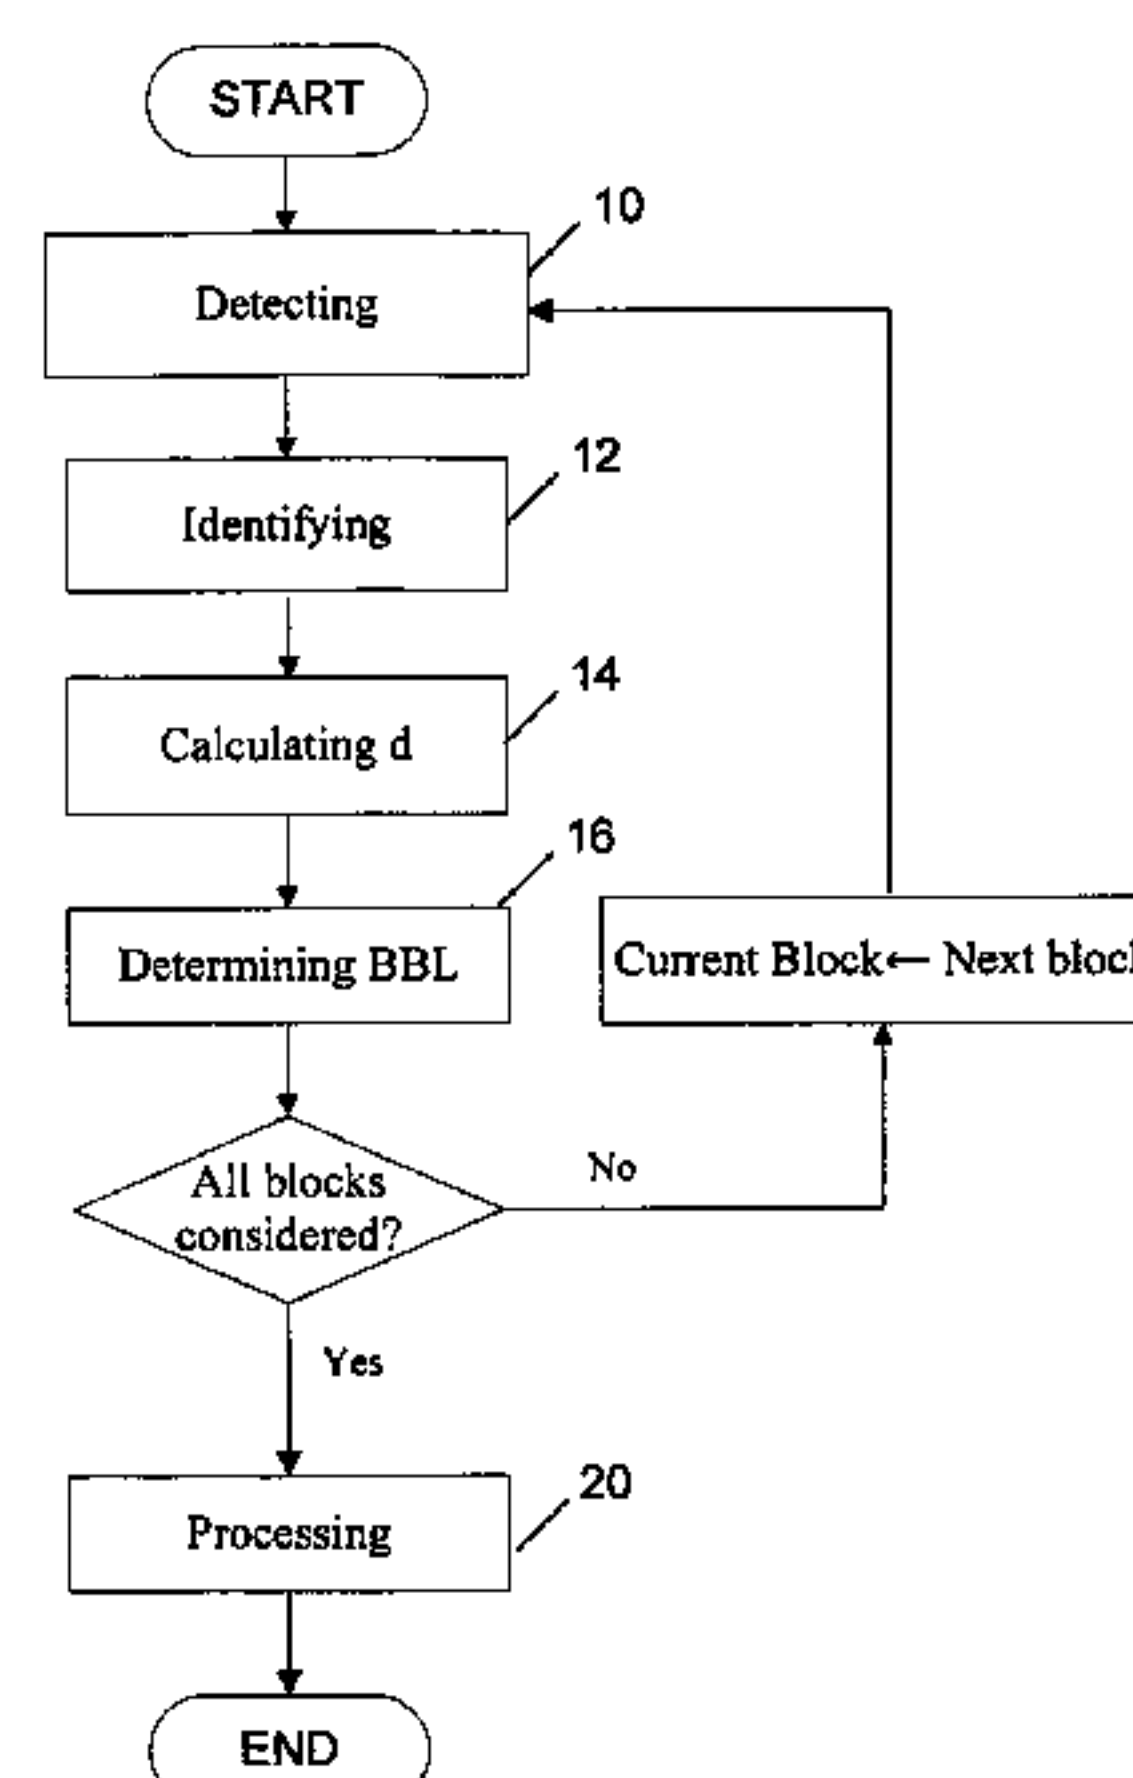 START
10
Detecting
12
Identifying
14
Calculating d
16
Determining BBL
Current Block← Next
All blocks
considered?
No
Yes
20
Processing
END